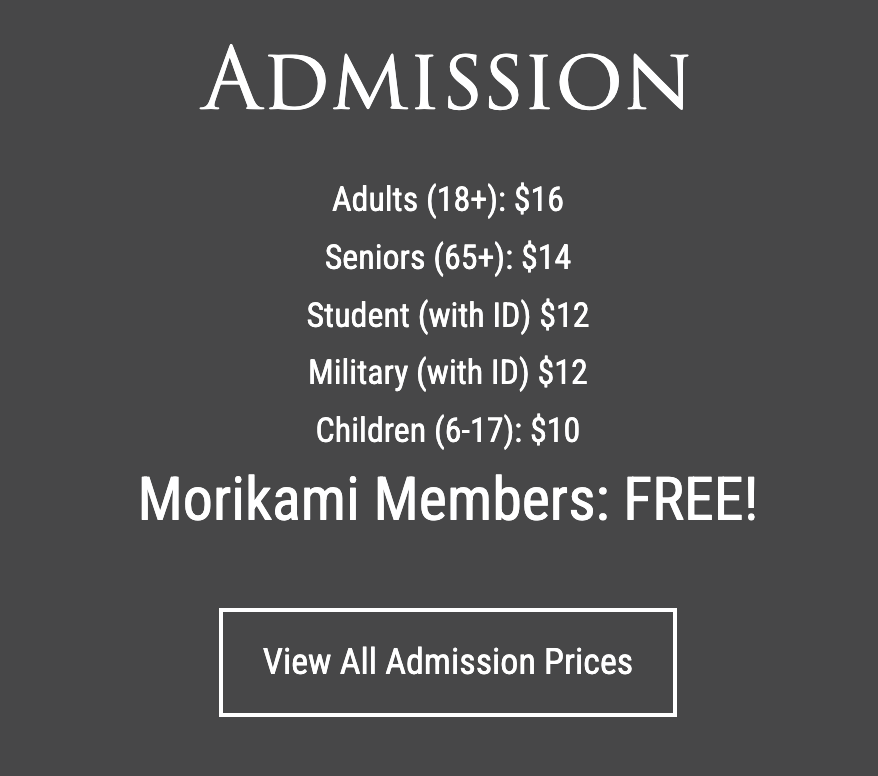 ADMISSION
Adults (18+): $16
Seniors (65+): $14
Student (with ID) $12
Military (with ID) $12
Children (6-17): $10
Morikami Members: FREE!
View All Admission Prices